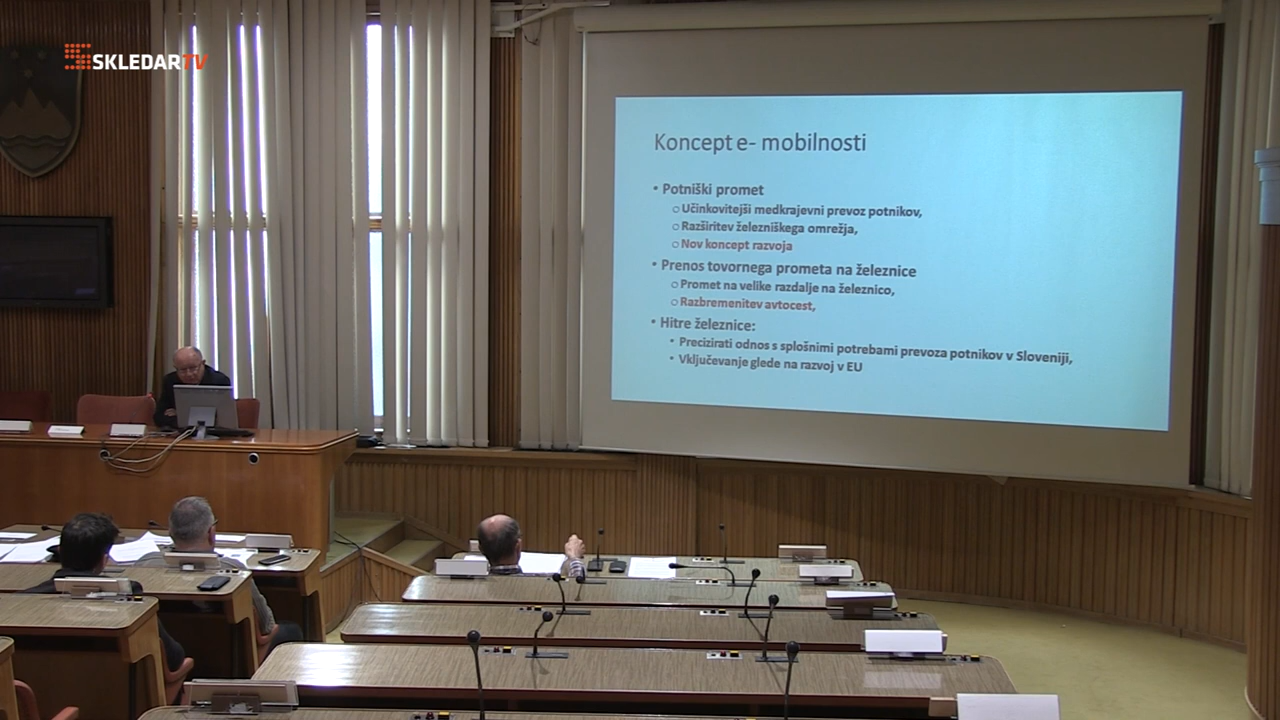 SKLEDARTV
Koncept e- mobilnosti
• Potniški promet
○ Učinkovitejši medkrajevni prevoz potnikov,
○ Razširitev železniškega omrežja,
○ Nov koncept razvoja
• Prenos tovornega prometa na železnice
○ Promet na velike razdalje na železnico,
○ Razbremenitev avtocest,
• Hitre železnice:
• Precizirati odnos s splošnimi potrebami prevoza potnikov v Sloveniji,
• Vključevanje glede na razvoj v EU